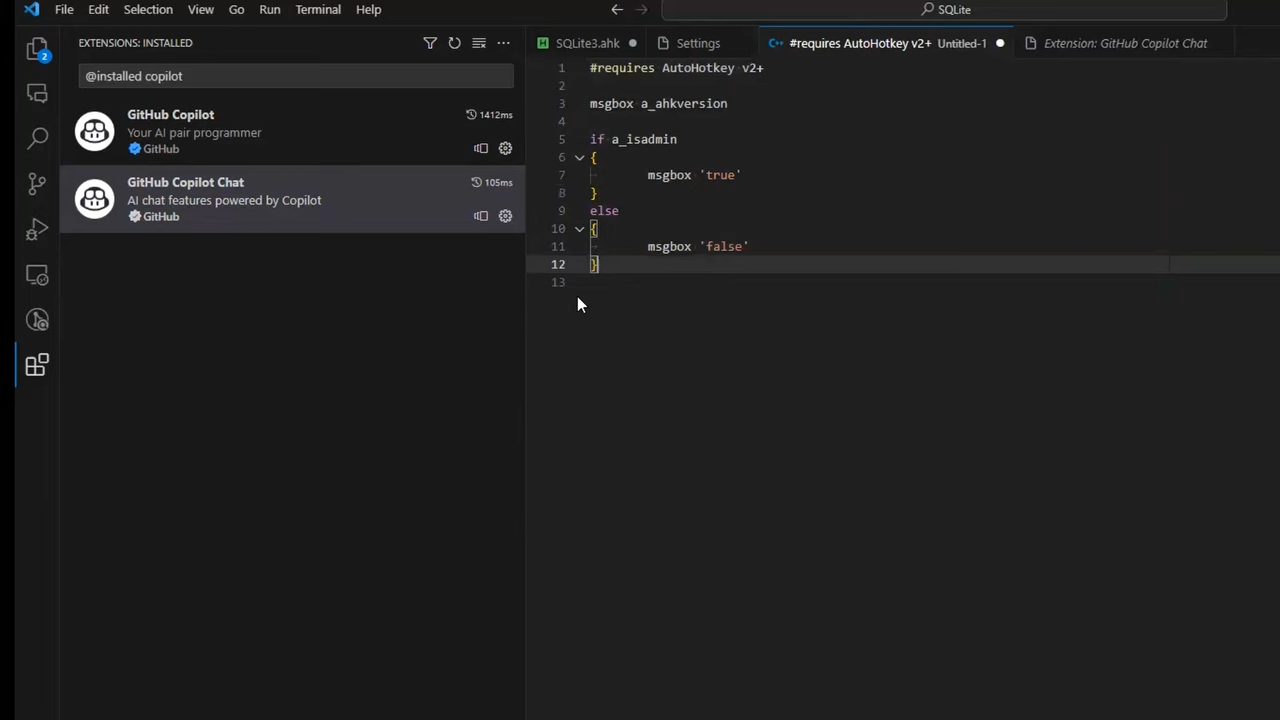 File Edit Selection View Go Run Terminal Help
SQLite
EXTENSIONS: INSTALLED
@installed copilot
GitHub Copilot
1412ms
Your AI pair programmer
GitHub
GitHub Copilot Chat
105ms
AI chat features powered by Copilot
GitHub
2
SQLite3.ahk
Settings
#requires AutoHotkey v2+ Untitled-1
Extension: GitHub Copilot Chat
1 #requires AutoHotkey v2+
2
3 msgbox a_ahkversion
4
5 if a_isadmin
6 {
7 msgbox 'true'
8 }
9 else
10 {
11 msgbox 'false'
12 }
13